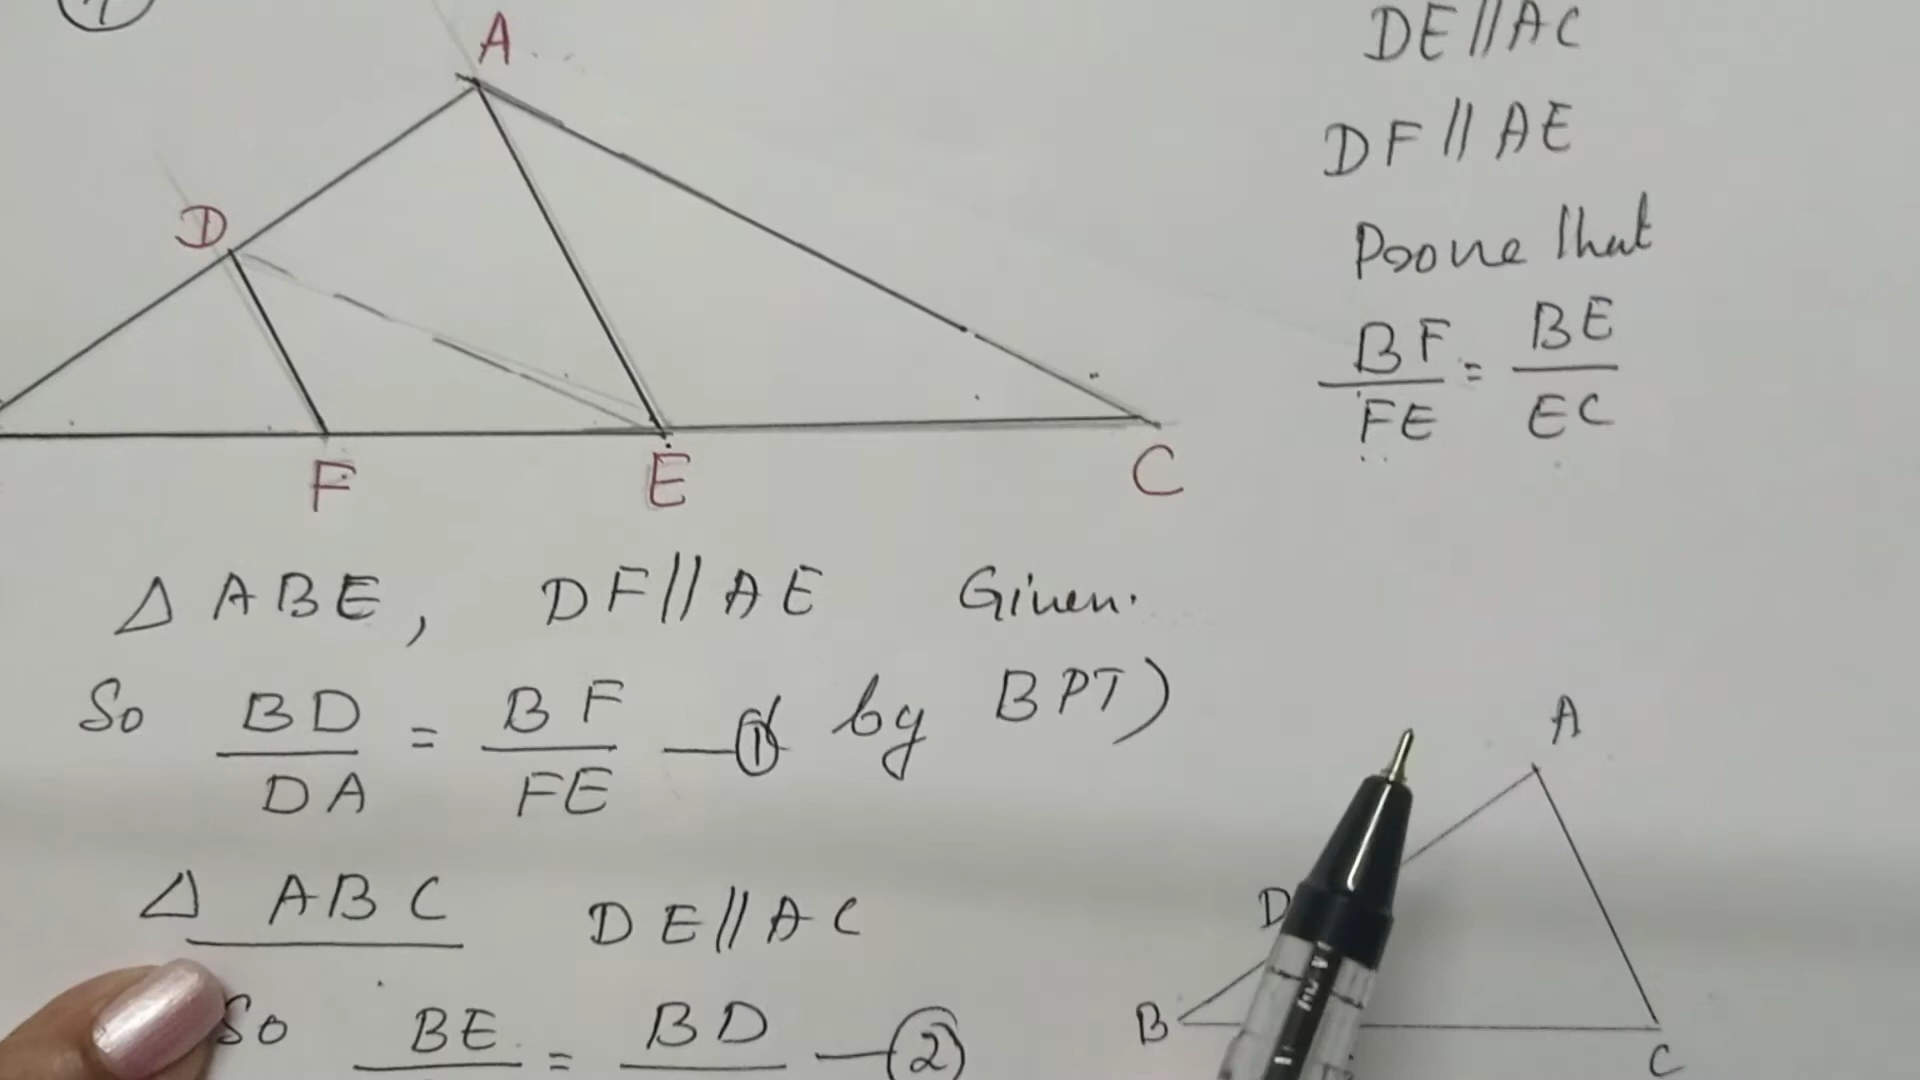 A
D
F
E
C
DE//AC
DF//AE
Prove that
BF/FE = BE/EC
△ ABE, DF//AE Given.
So BD/DA = BF/FE —① by BPT)
△ ABC DE//AC
So BE = BD —②
A
D
B
C